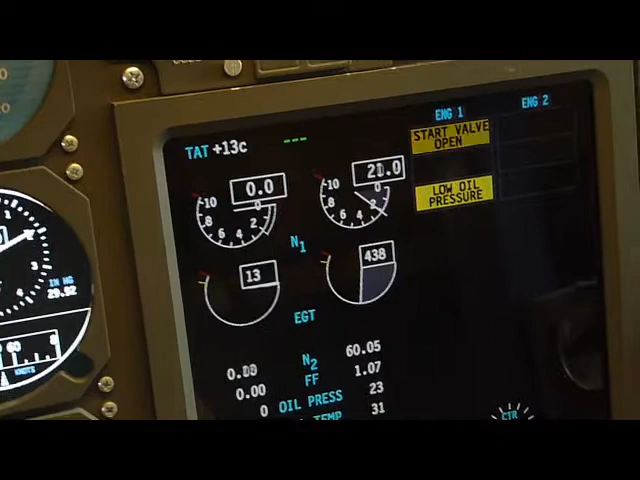 ENG 1 ENG 2
START VALVE
OPEN
LOW OIL
PRESSURE
TAT +13c ---
0.0 20.0
10 8 6 4 2 0
10 8 6 4 2 0
N1
13 438
EGT
0.00 N2 60.05
0.00 FF 1.07
0 OIL PRESS 23
TEMP 31
CTR
IN HG
29.92
60
KNOTS